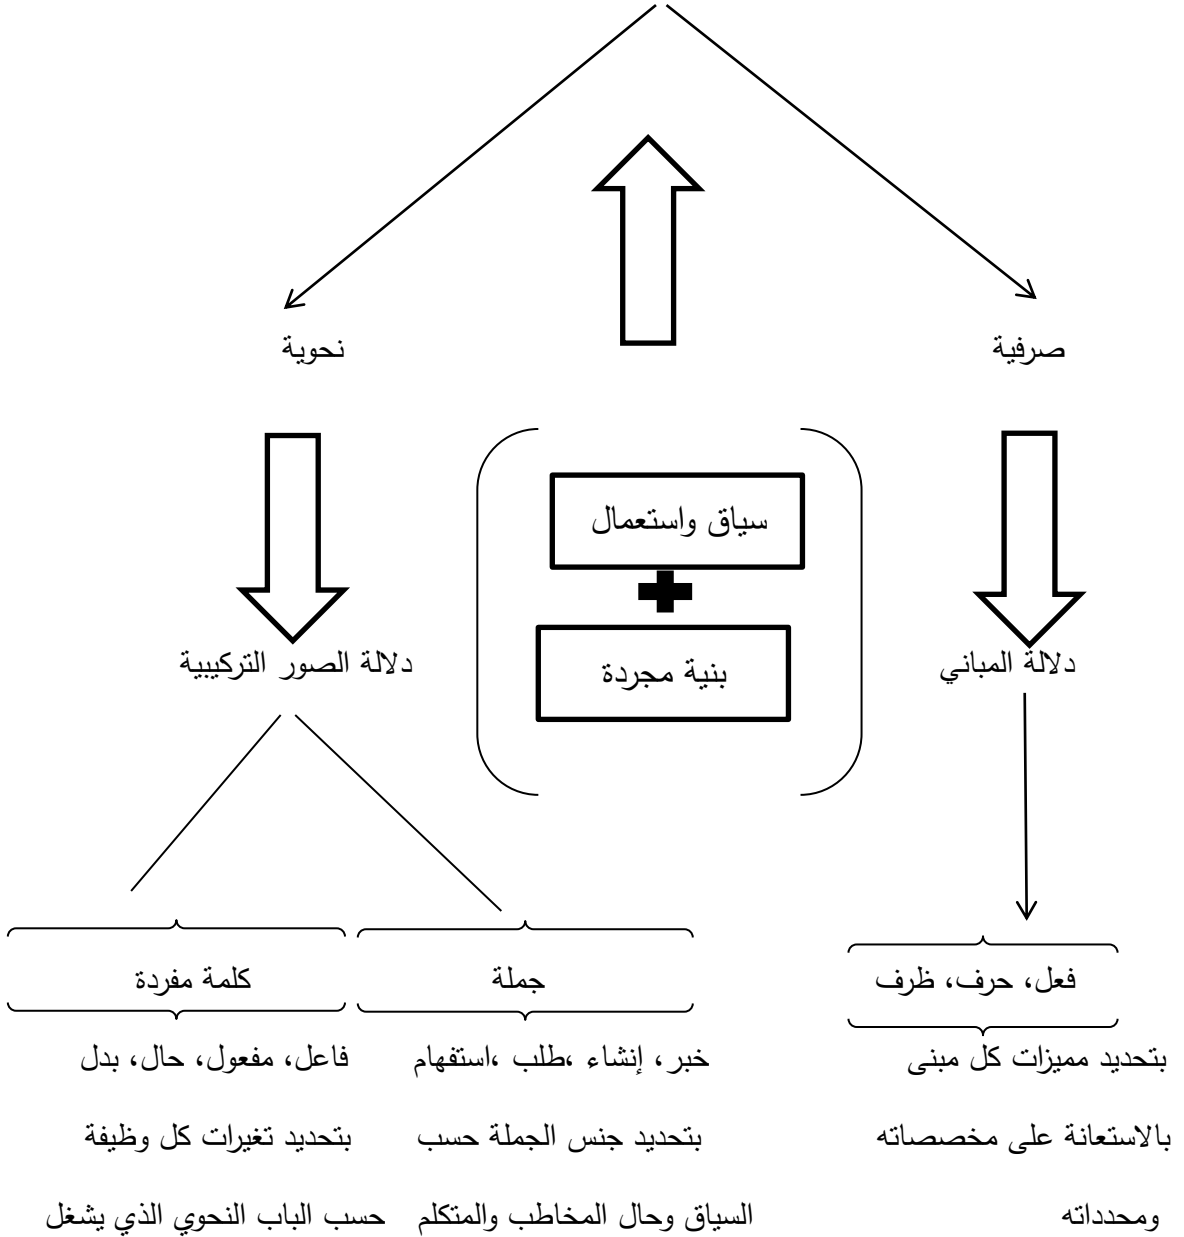 صرفية
نحوية
سياق واستعمال
بنية مجردة
دلالة المباني
دلالة الصور التركيبية
فعل، حرف، ظرف
جملة
كلمة مفردة
بتحديد مميزات كل مبنى
بالاستعانة على مخصصاته
ومحدداته
خبر، إنشاء ،طلب ،استفهام
بتحديد جنس الجملة حسب
السياق وحال المخاطب والمتكلم
فاعل، مفعول، حال، بدل
بتحديد تغيرات كل وظيفة
حسب الباب النحوي الذي يشغل